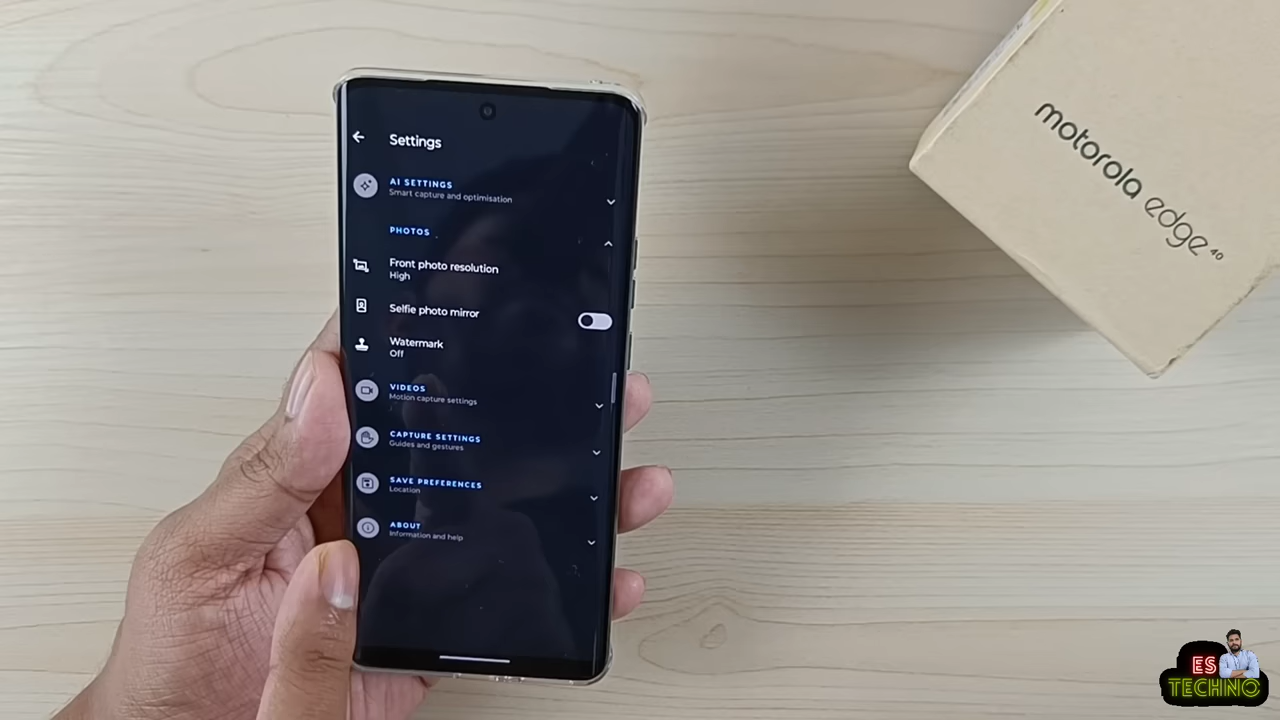 Settings
AI SETTINGS
Smart capture and optimisation
PHOTOS
Front photo resolution
High
Selfie photo mirror
Watermark
Off
VIDEOS
Motion capture settings
CAPTURE SETTINGS
Guides and gestures
SAVE PREFERENCES
Location
ABOUT
Information and help
motorola edge 40
ES
TECHNO